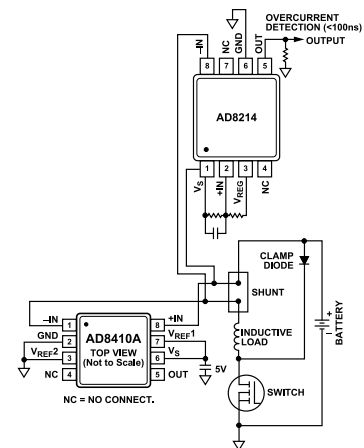 OVERCURRENT
DETECTION (<100ns)
–IN
NC
GND
OUT
OUTPUT
8
7
6
5
AD8214
1
2
3
4
VS
+IN
VREG
NC
CLAMP
DIODE
SHUNT
BATTERY
INDUCTIVE
LOAD
–IN
1
8
+IN
GND
2
AD8410A
7
VREF1
VREF2
3
TOP VIEW
(Not to Scale)
6
VS
NC
4
5
OUT
5V
SWITCH
NC = NO CONNECT.
+
–